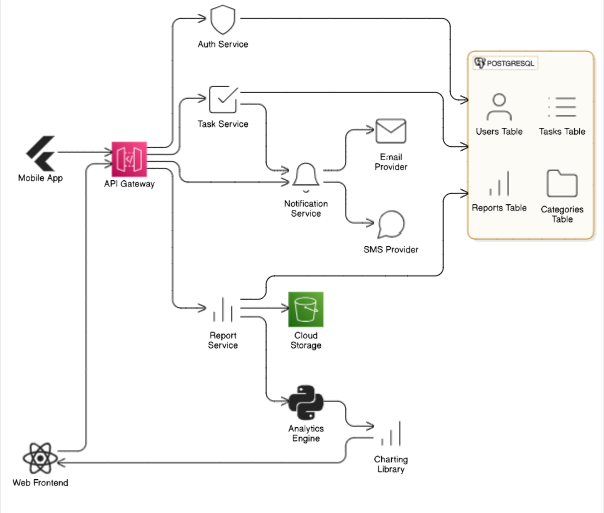 Auth Service
POSTGRESQL
Task Service
Users Table
Tasks Table
Mobile App
API Gateway
Email
Provider
Notification
Service
Reports Table
Categories
Table
SMS Provider
Report
Service
Cloud
Storage
Analytics
Engine
Charting
Library
Web Frontend